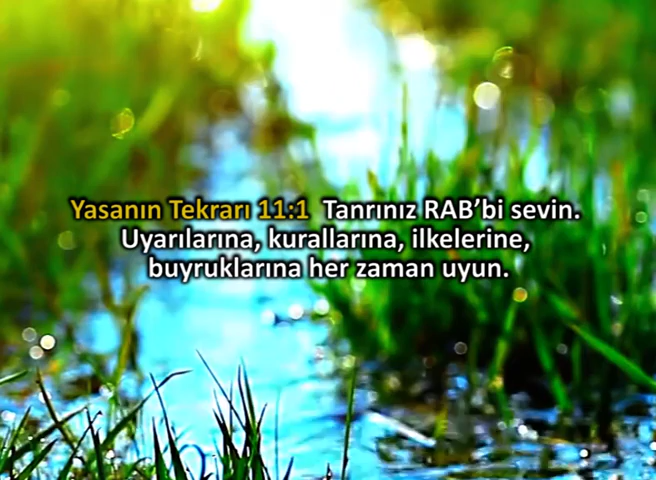 Yasanın Tekrarı 11:1 Tanrınız RAB’bi sevin.
Uyarılarına, kurallarına, ilkelerine,
buyruklarına her zaman uyun.